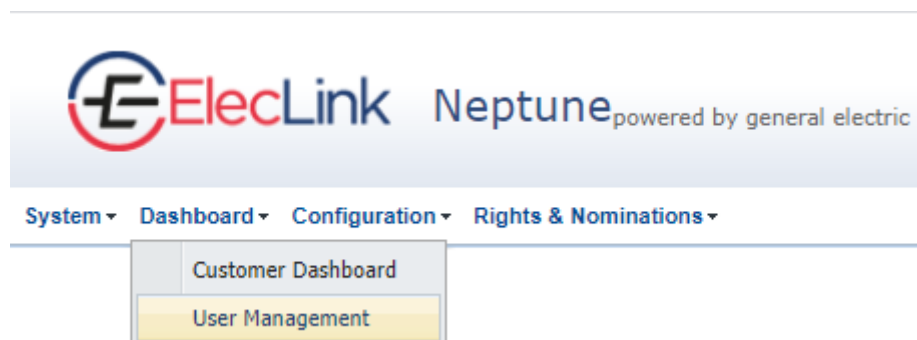 ElecLink Neptune powered by general electric
System Dashboard Configuration Rights & Nominations
Customer Dashboard
User Management